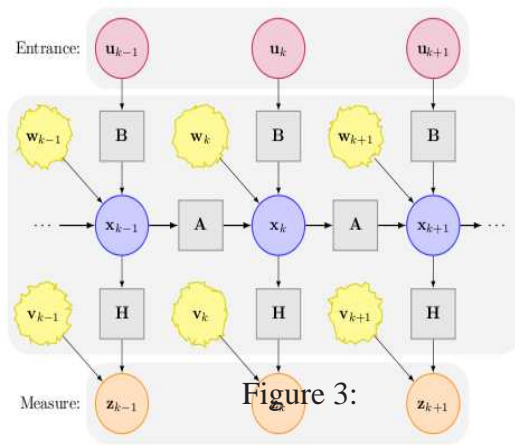 Entrance: u_{k−1} u_k u_{k+1}
w_{k−1} B w_k B w_{k+1} B
··· x_{k−1} A x_k A x_{k+1} ···
v_{k−1} H v_k H v_{k+1} H
Measure: z_{k−1} z_k z_{k+1}
Figure 3: